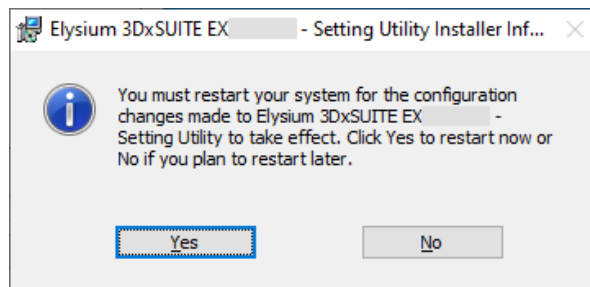 Elysium 3DxSUITE EX - Setting Utility Installer Inf...
You must restart your system for the configuration
changes made to Elysium 3DxSUITE EX -
Setting Utility to take effect. Click Yes to restart now or
No if you plan to restart later.
Yes
No